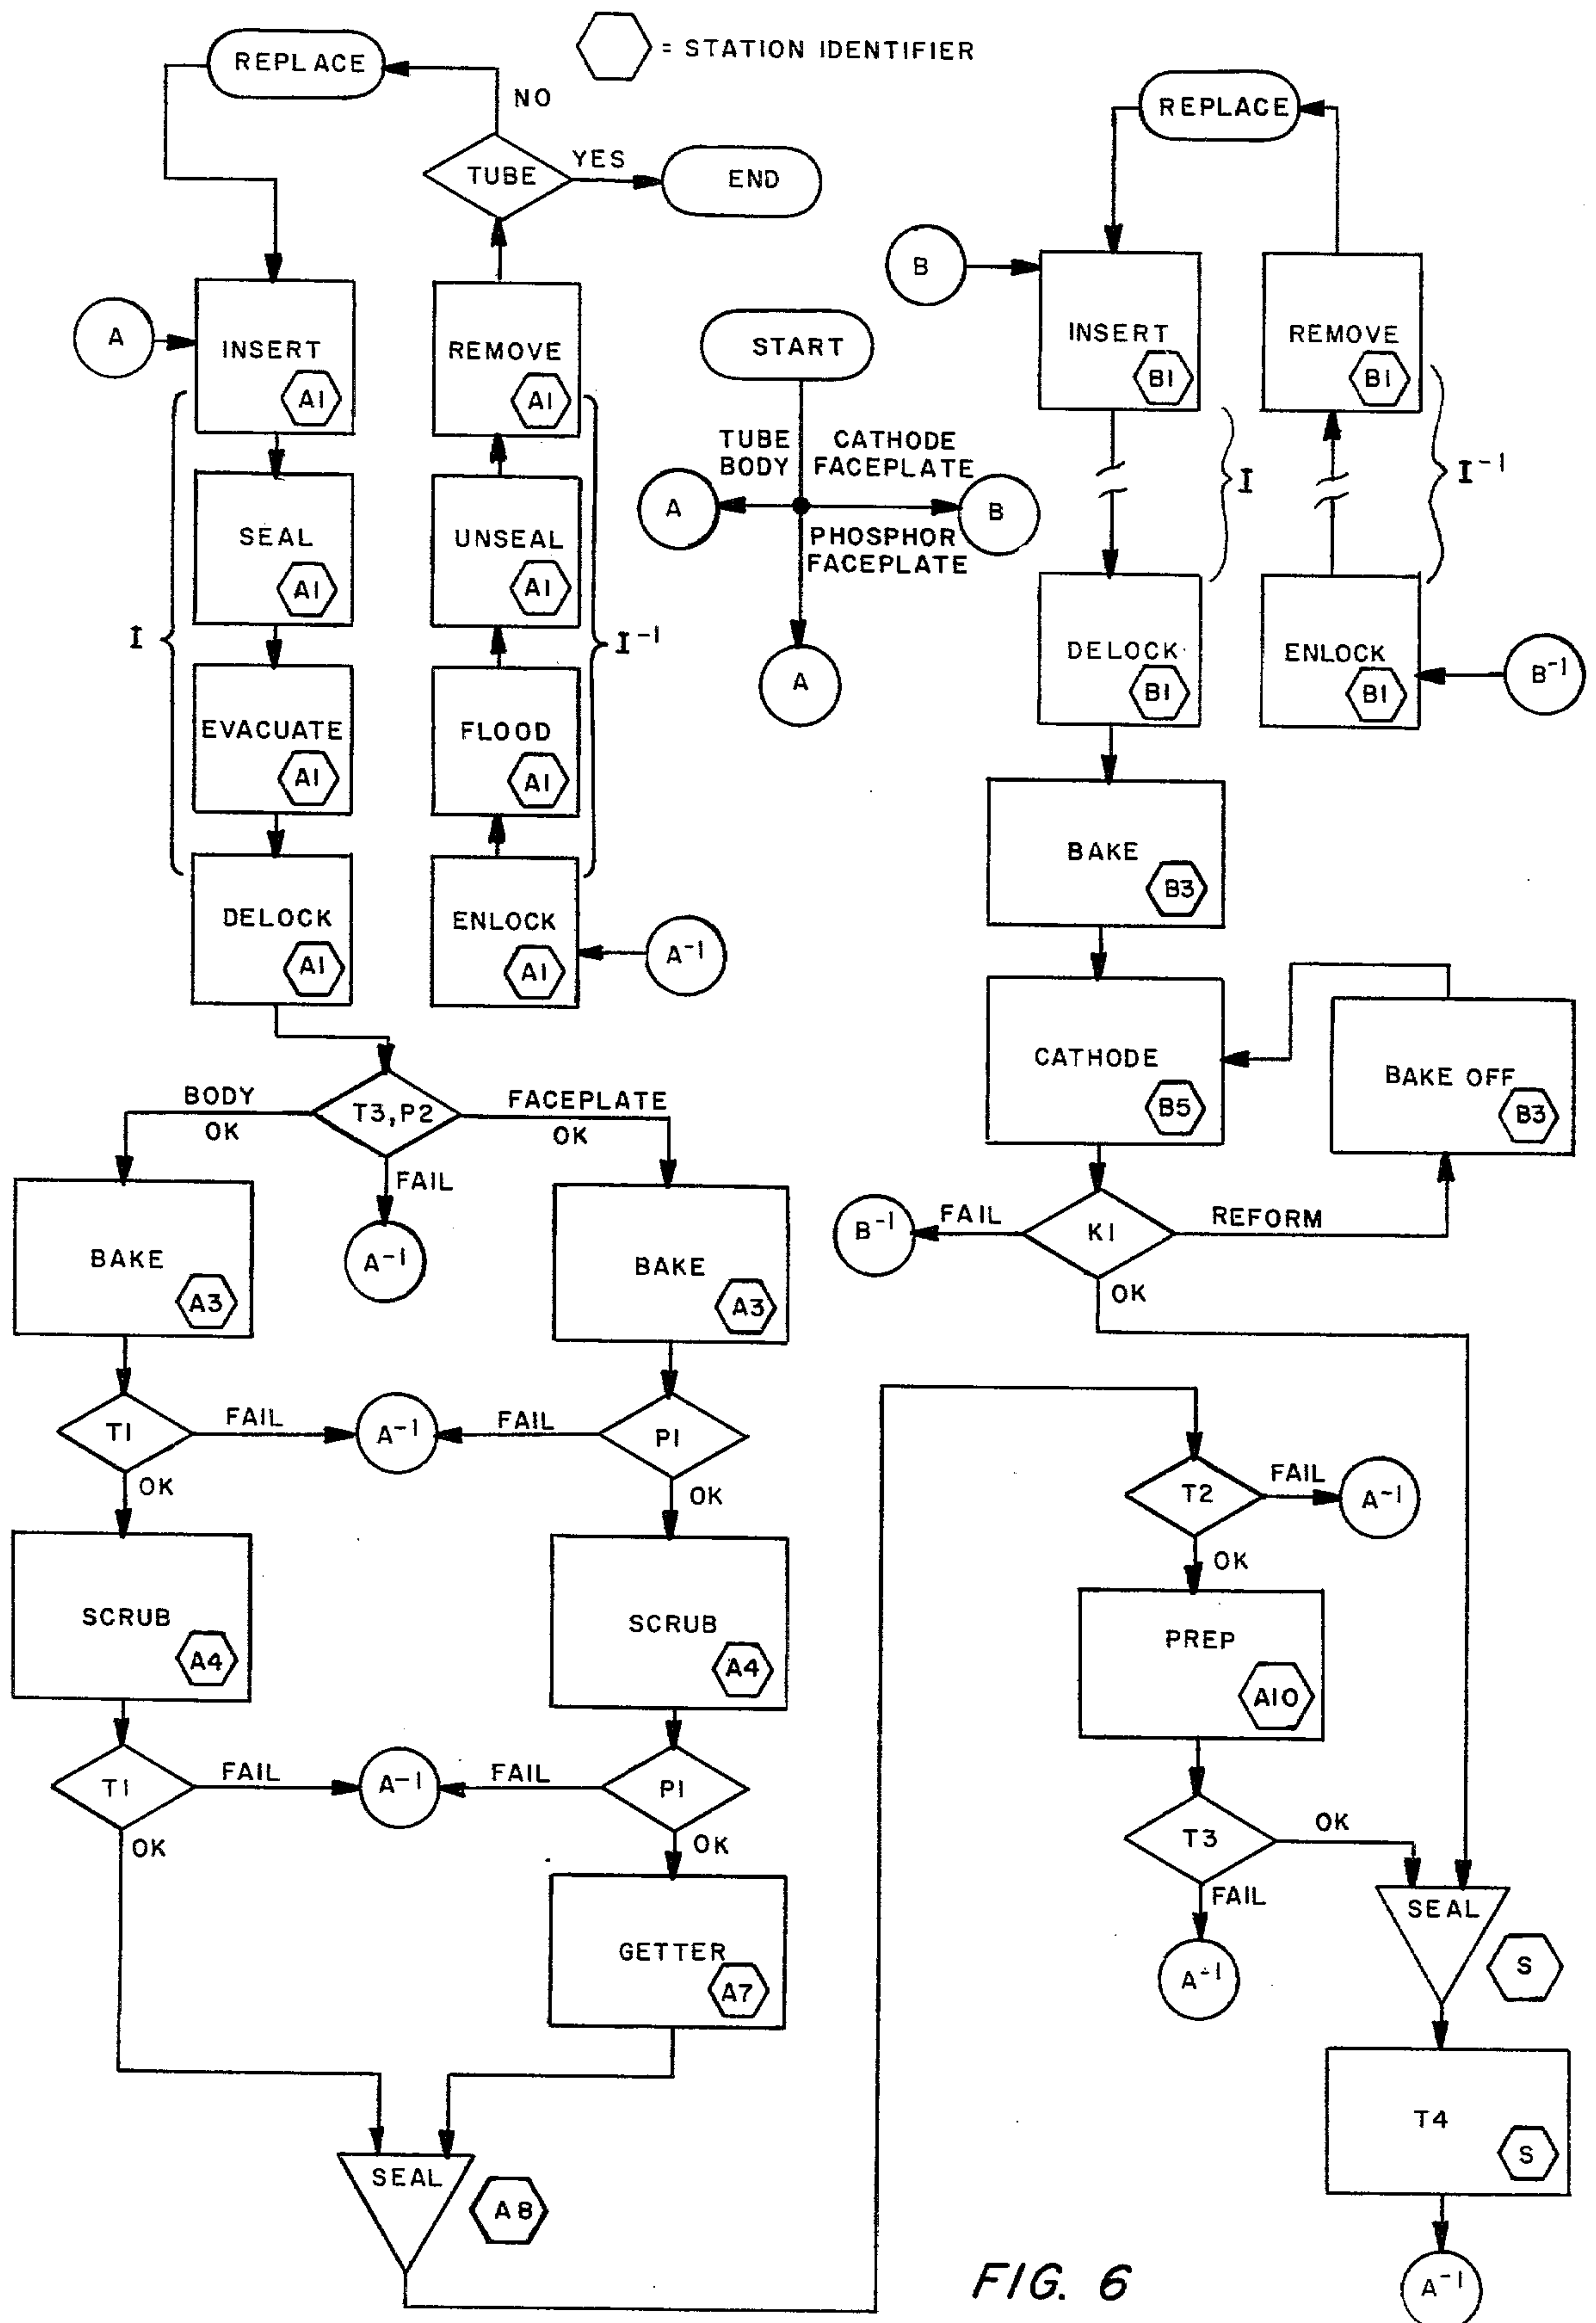 = STATION IDENTIFIER
REPLACE
NO
TUBE
YES
END
REPLACE
A
INSERT
A1
REMOVE
A1
START
B
INSERT
B1
REMOVE
B1
TUBE
BODY
CATHODE
FACEPLATE
A
B
PHOSPHOR
FACEPLATE
A
I
I⁻¹
SEAL
A1
UNSEAL
A1
I
I⁻¹
EVACUATE
A1
FLOOD
A1
DELOCK
B1
ENLOCK
B1
B⁻¹
DELOCK
A1
ENLOCK
A1
A⁻¹
BAKE
B3
CATHODE
B5
BAKE OFF
B3
BODY
OK
T3,P2
FACEPLATE
OK
FAIL
A⁻¹
B⁻¹
FAIL
K1
REFORM
OK
BAKE
A3
BAKE
A3
T1
FAIL
A⁻¹
FAIL
P1
OK
OK
SCRUB
A4
SCRUB
A4
T1
FAIL
A⁻¹
FAIL
P1
OK
OK
GETTER
A7
SEAL
A8
T2
FAIL
A⁻¹
OK
PREP
A10
T3
OK
FAIL
A⁻¹
SEAL
S
T4
S
A⁻¹
FIG. 6